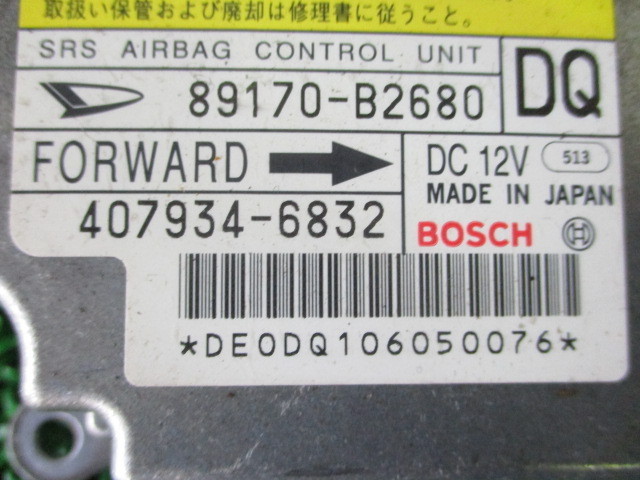 取扱い保管および廃却は修理書に従うこと。
SRS AIRBAG CONTROL UNIT
89170-B2680
DQ
FORWARD
DC 12V
513
MADE IN JAPAN
407934-6832
BOSCH
*DE0DQ106050076*